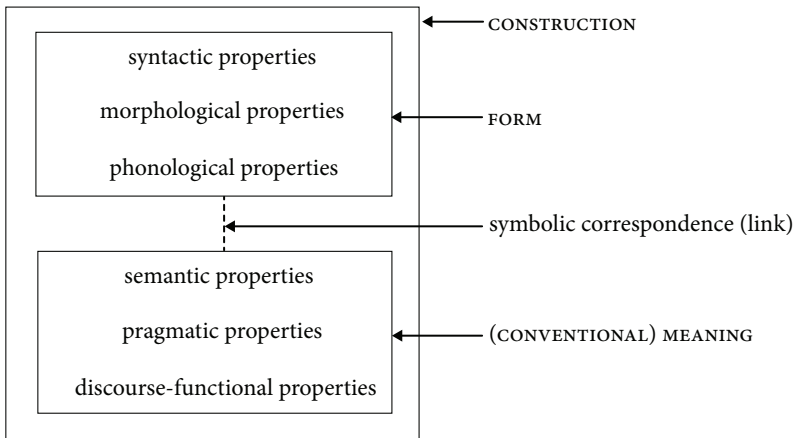 CONSTRUCTION
syntactic properties
morphological properties
FORM
phonological properties
symbolic correspondence (link)
semantic properties
pragmatic properties
(CONVENTIONAL) MEANING
discourse-functional properties